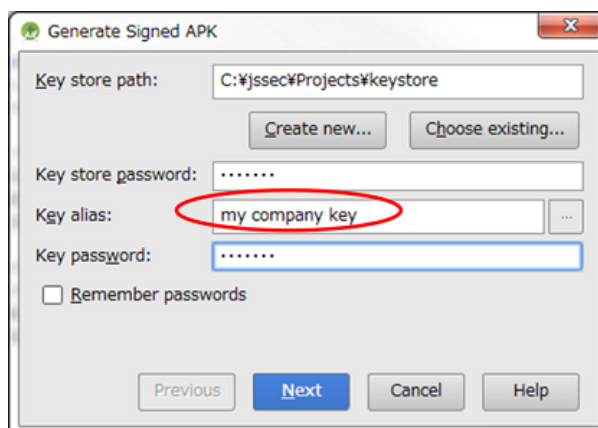 Generate Signed APK
Key store path: C:¥jssec¥Projects¥keystore
Create new... Choose existing...
Key store password: •••••••
Key alias: my company key ...
Key password: •••••••
Remember passwords
Previous Next Cancel Help